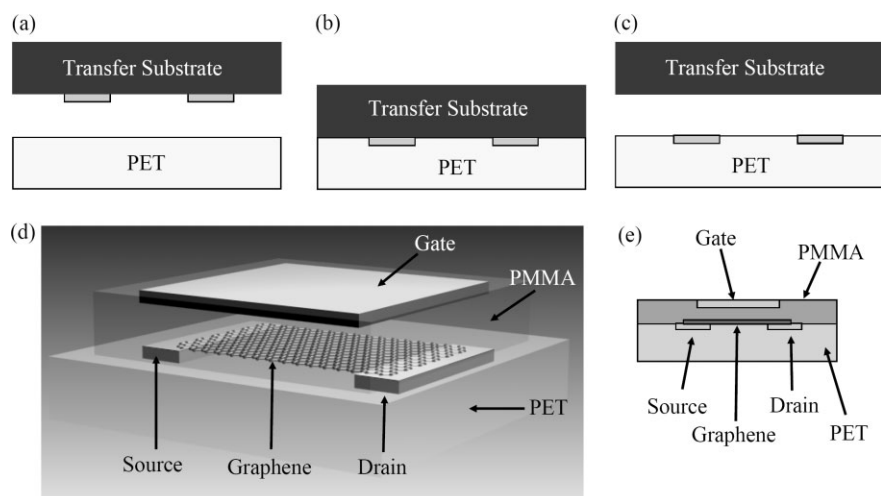 (a)
Transfer Substrate
PET
(b)
Transfer Substrate
PET
(c)
Transfer Substrate
PET
(d)
Gate
PMMA
PET
Source
Graphene
Drain
(e)
Gate
PMMA
Source
Drain
Graphene
PET